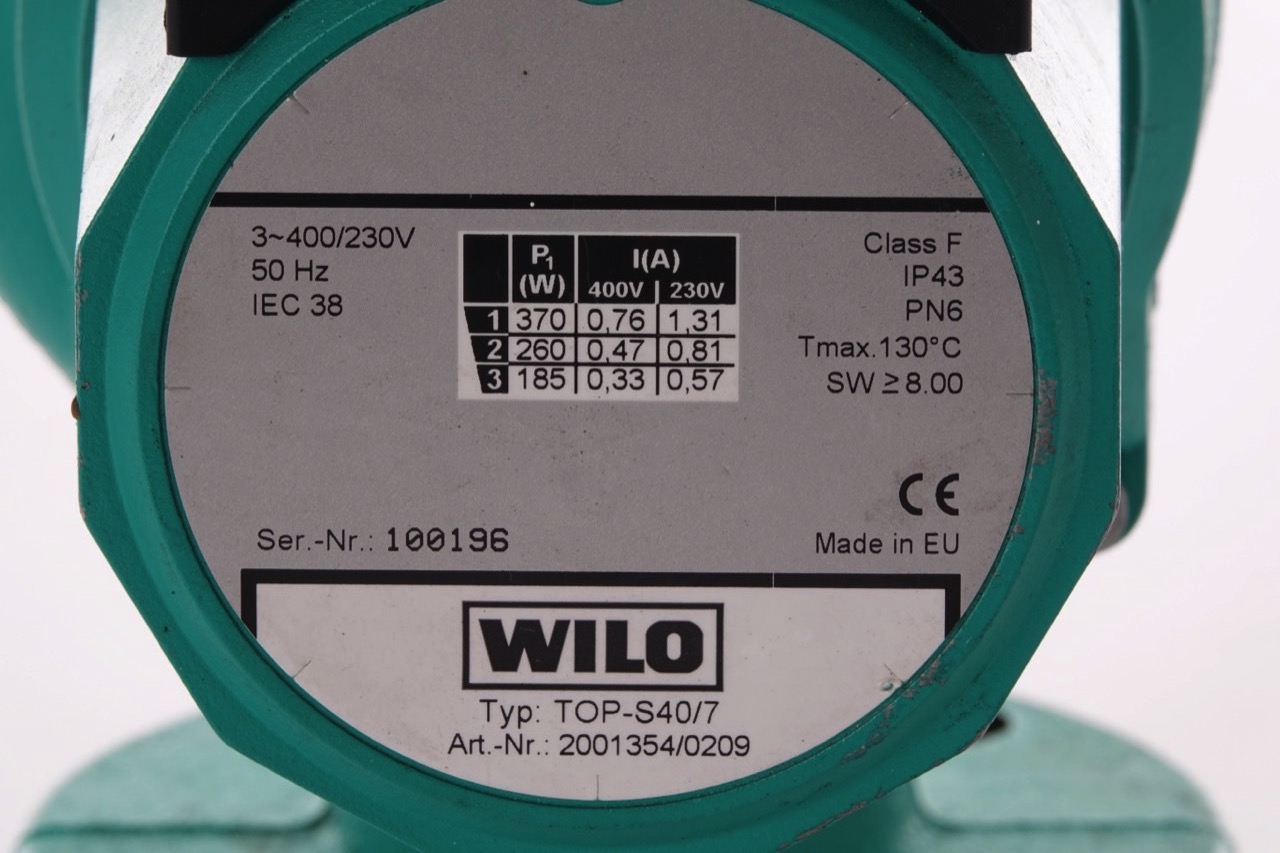 3~400/230V
50 Hz
IEC 38
P1 (W) I(A)
400V 230V
1 370 0,76 1,31
2 260 0,47 0,81
3 185 0,33 0,57
Class F
IP43
PN6
Tmax.130°C
SW ≥ 8.00
CE
Ser.-Nr.: 100196
Made in EU
WILO
Typ: TOP-S40/7
Art.-Nr.: 2001354/0209